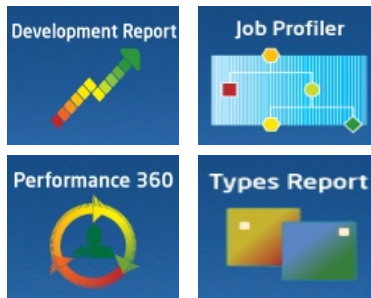 Development Report
Job Profiler
Performance 360
Types Report